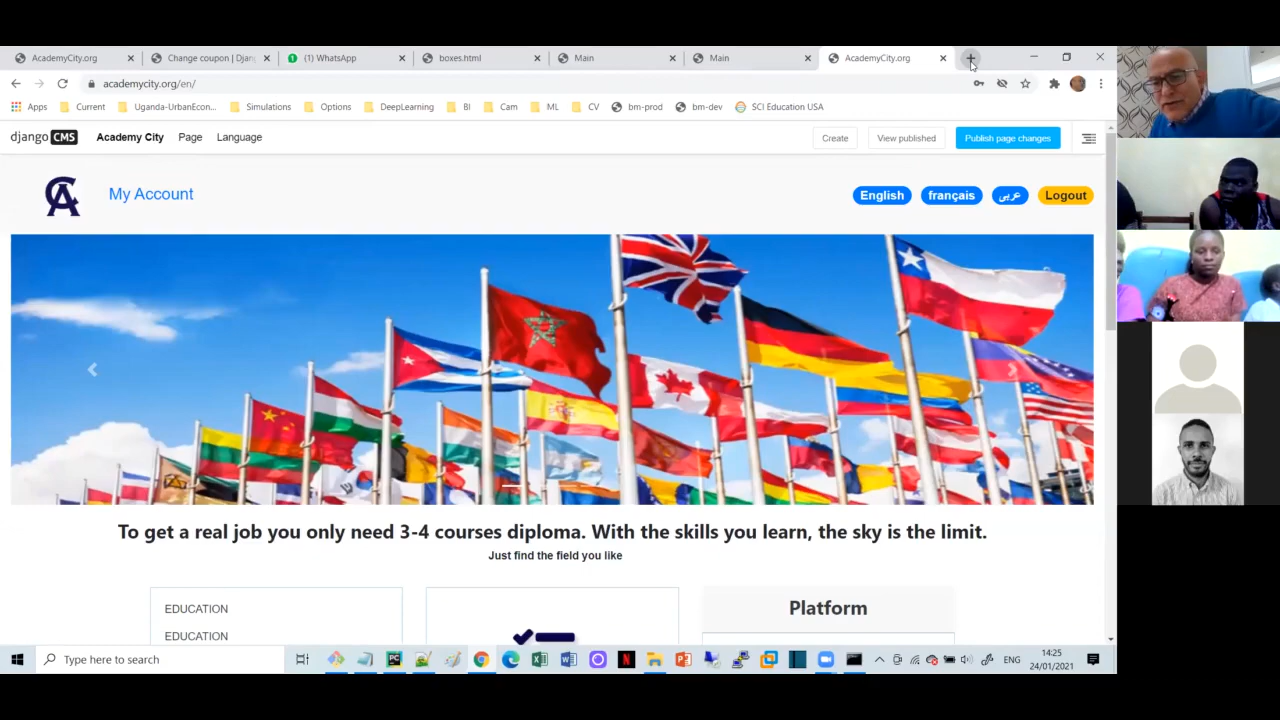 AcademyCity.org
Change coupon | Djan
(1) WhatsApp
boxes.html
Main
Main
AcademyCity.org
academycity.org/en/
Apps
Current
Uganda-UrbanEcon...
Simulations
Options
DeepLearning
BI
Cam
ML
CV
bm-prod
bm-dev
SCI Education USA
django CMS
Academy City
Page
Language
Create
View published
Publish page changes
CA
My Account
English
français
عربى
Logout
To get a real job you only need 3-4 courses diploma. With the skills you learn, the sky is the limit.
Just find the field you like
EDUCATION
EDUCATION
Platform
Type here to search
ENG
14:25
24/01/2021